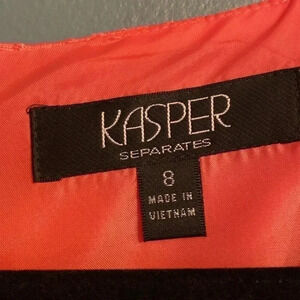 KASPER
SEPARATES
8
MADE IN
VIETNAM